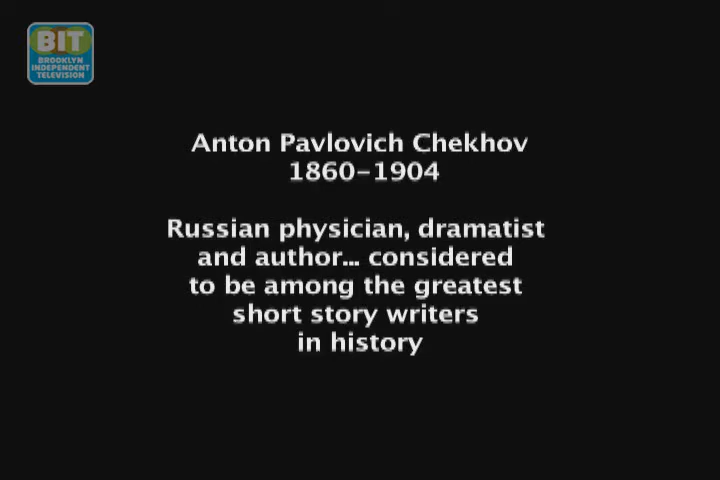 BIT
BROOKLYN
INDEPENDENT
TELEVISION
Anton Pavlovich Chekhov
1860-1904
Russian physician, dramatist
and author... considered
to be among the greatest
short story writers
in history